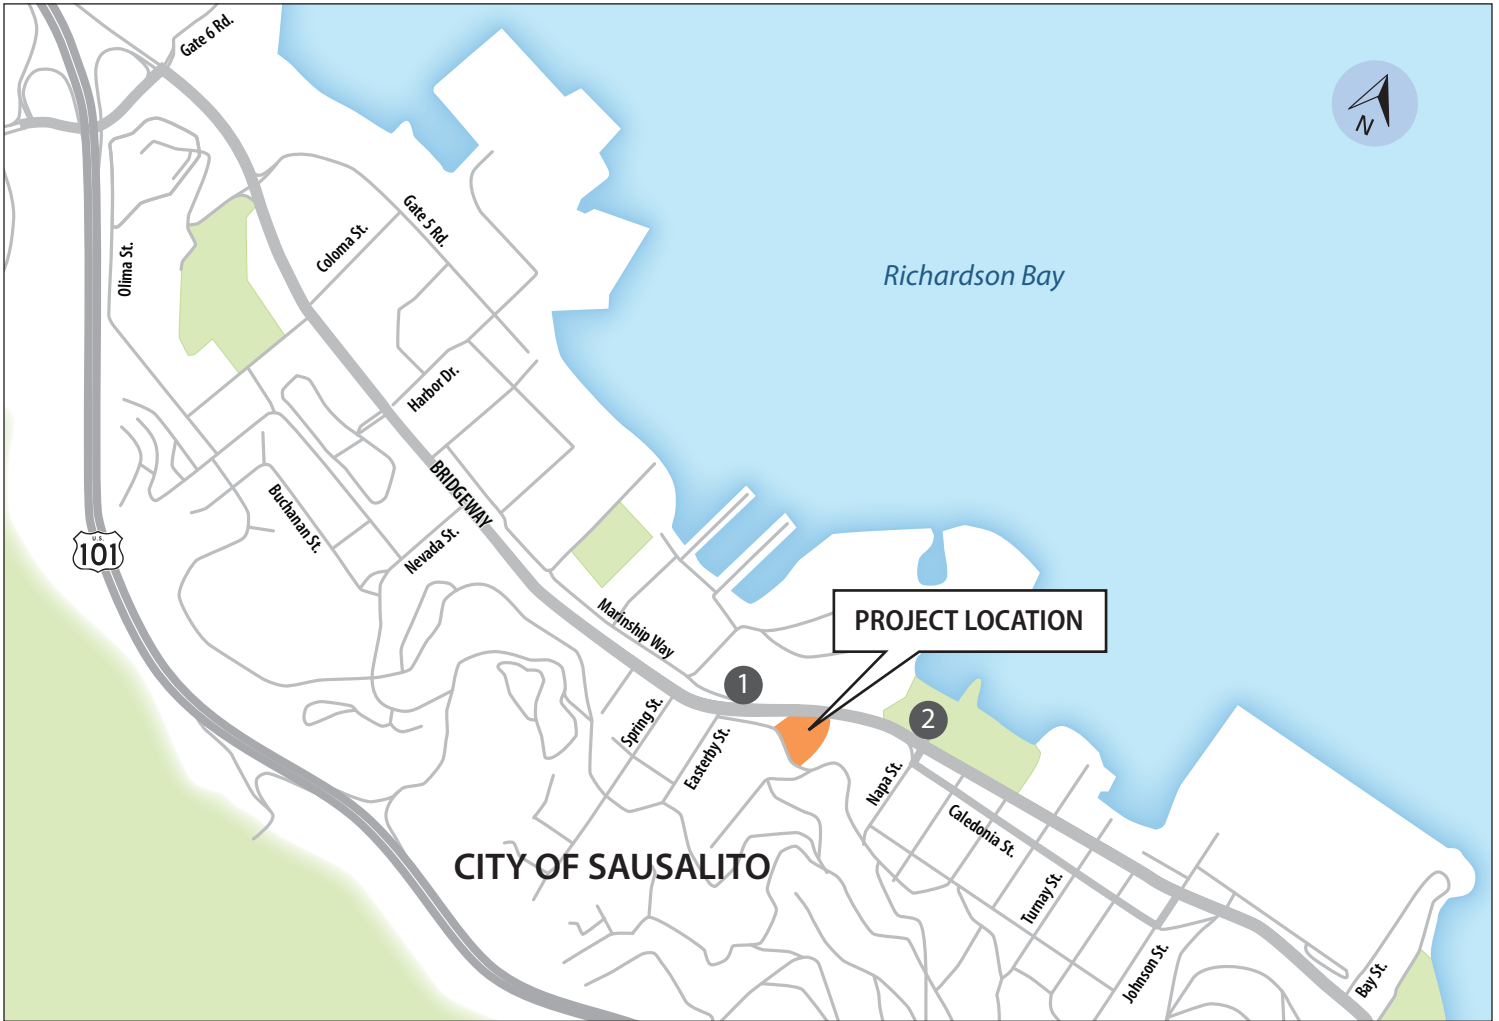 Gate 6 Rd.
N
Gate 5 Rd.
Coloma St.
Olima St.
Richardson Bay
Harbor Dr.
BRIDGEWAY
Buchanan St.
Nevada St.
U.S.
101
Marinship Way
PROJECT LOCATION
1
2
Spring St.
Easterby St.
Napa St.
Caledonia St.
CITY OF SAUSALITO
Turnay St.
Johnson St.
Bay St.